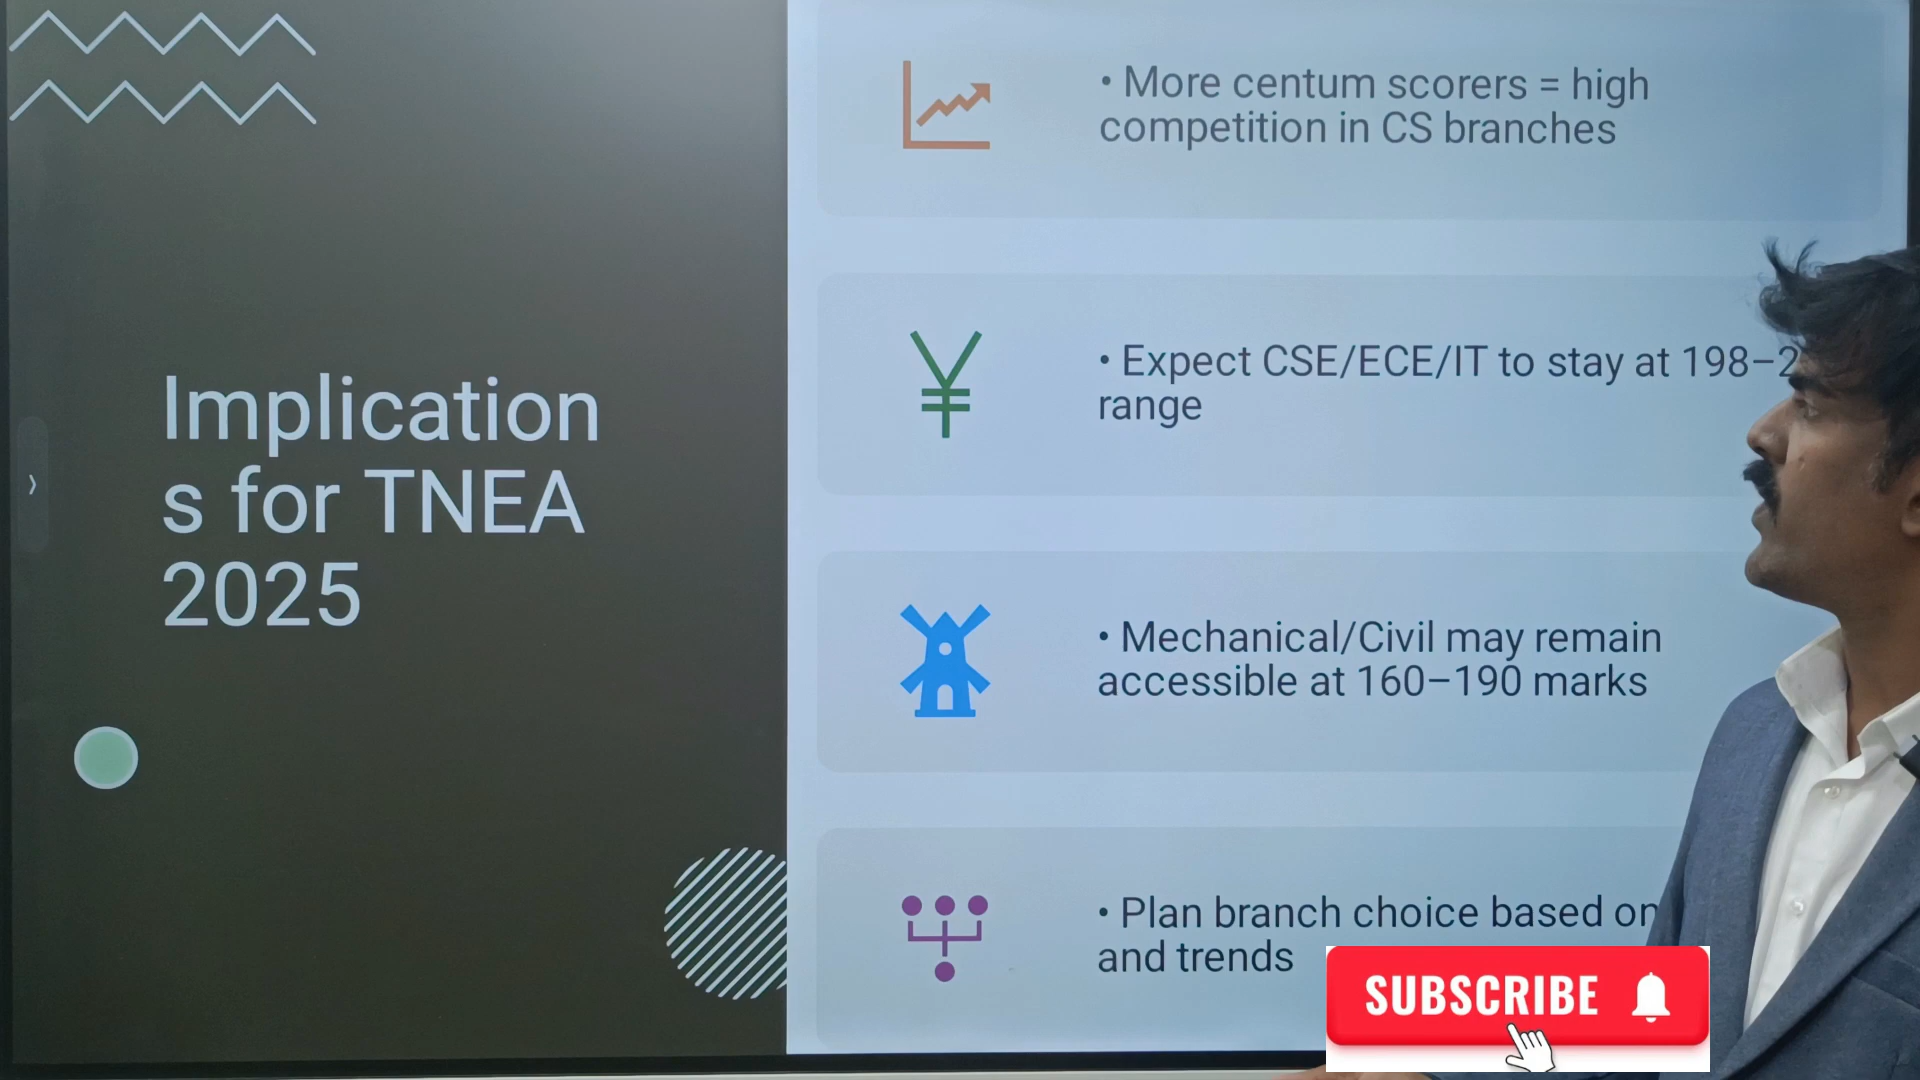 Implication
s for TNEA
2025
• More centum scorers = high
competition in CS branches
• Expect CSE/ECE/IT to stay at 198–2
range
• Mechanical/Civil may remain
accessible at 160–190 marks
• Plan branch choice based on
and trends
SUBSCRIBE